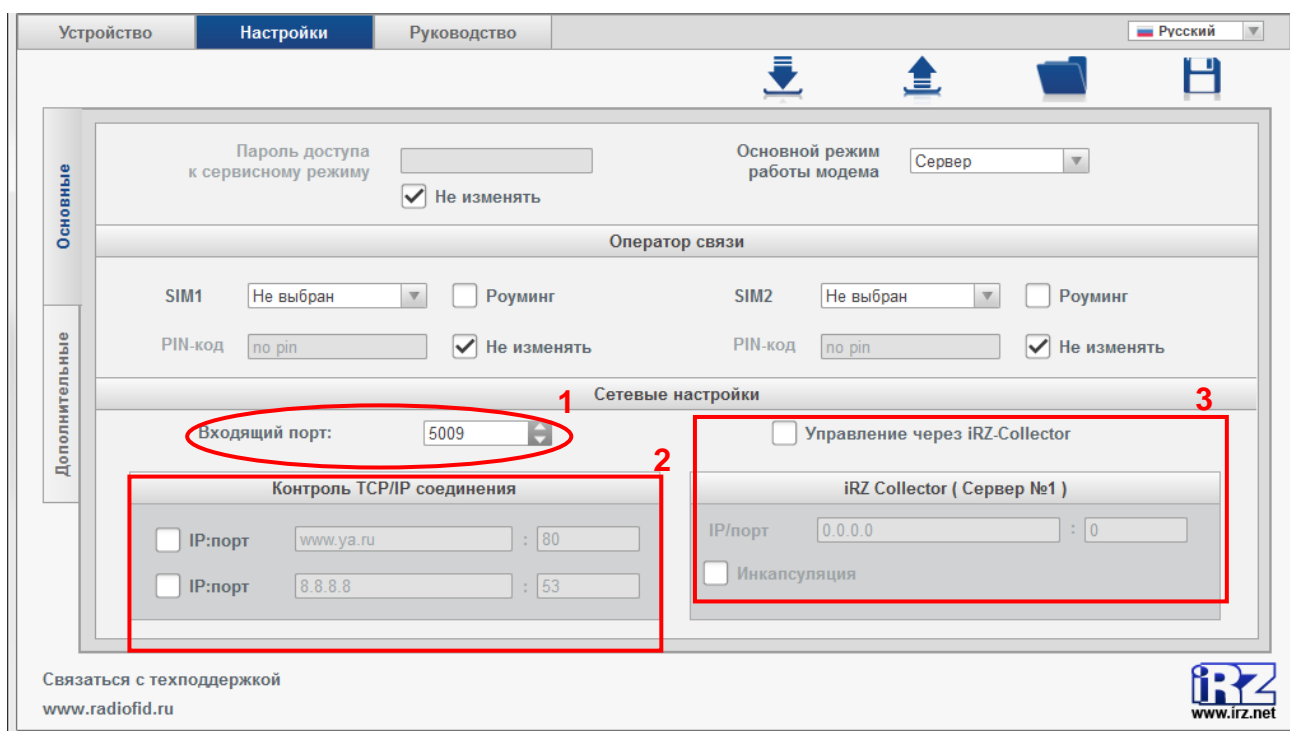 Устройство
Настройки
Руководство
Русский
Основные
Дополнительные
Пароль доступа
к сервисному режиму
Не изменять
Основной режим
работы модема
Сервер
Оператор связи
SIM1
Не выбран
Роуминг
SIM2
Не выбран
Роуминг
PIN-код
no pin
Не изменять
PIN-код
no pin
Не изменять
Сетевые настройки
1
3
Входящий порт:
5009
Управление через iRZ-Collector
2
Контроль TCP/IP соединения
iRZ Collector ( Сервер №1 )
IP:порт
www.ya.ru
:
80
IP/порт
0.0.0.0
:
0
IP:порт
8.8.8.8
:
53
Инкапсуляция
Связаться с техподдержкой
www.radiofid.ru
iRZ
www.irz.net